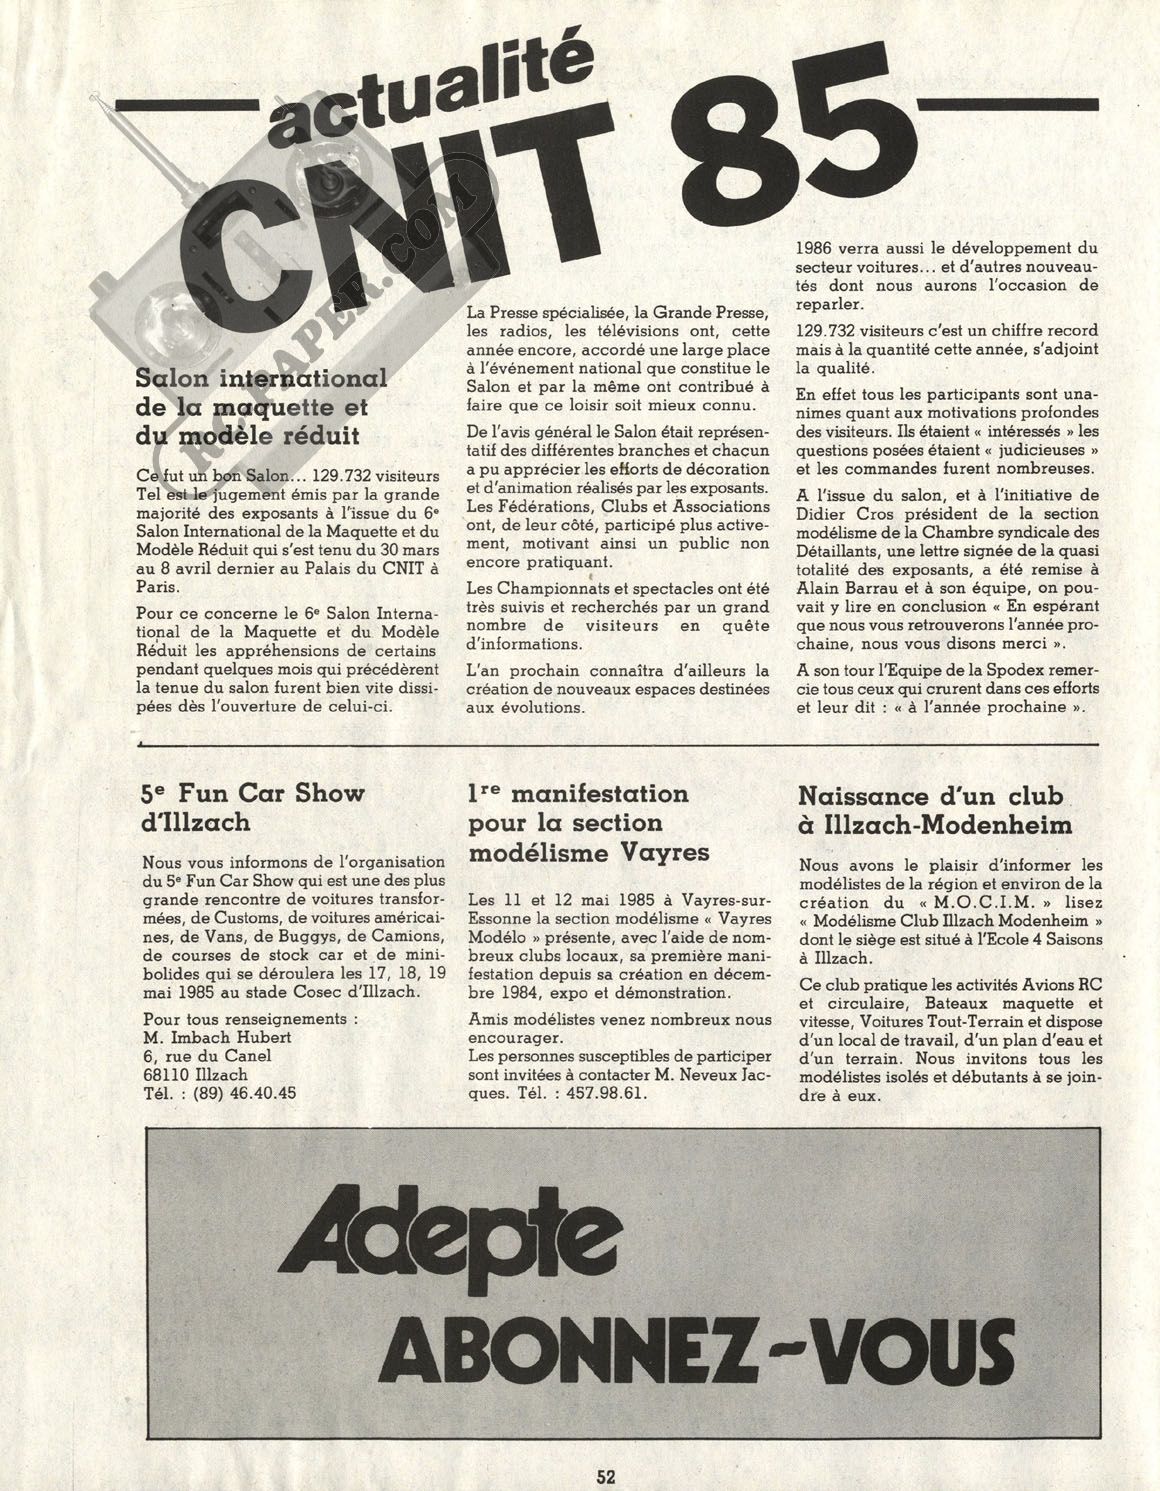 actualité
CNIT 85
RC-PAPER.COM
Salon international
de la maquette et
du modèle réduit
Ce fut un bon Salon... 129.732 visiteurs
Tel est le jugement émis par la grande
majorité des exposants à l'issue du 6e
Salon International de la Maquette et du
Modèle Réduit qui s'est tenu du 30 mars
au 8 avril dernier au Palais du CNIT à
Paris.
Pour ce concerne le 6e Salon Interna-
tional de la Maquette et du Modèle
Réduit les appréhensions de certains
pendant quelques mois qui précédèrent
la tenue du salon furent bien vite dissi-
pées dès l'ouverture de celui-ci.
La Presse spécialisée, la Grande Presse,
les radios, les télévisions ont, cette
année encore, accordé une large place
à l'événement national que constitue le
Salon et par la même ont contribué à
faire que ce loisir soit mieux connu.
De l'avis général le Salon était représen-
tatif des différentes branches et chacun
a pu apprécier les efforts de décoration
et d'animation réalisés par les exposants.
Les Fédérations, Clubs et Associations
ont, de leur côté, participé plus active-
ment, motivant ainsi un public non
encore pratiquant.
Les Championnats et spectacles ont été
très suivis et recherchés par un grand
nombre de visiteurs en quête
d'informations.
L'an prochain connaîtra d'ailleurs la
création de nouveaux espaces destinées
aux évolutions.
1986 verra aussi le développement du
secteur voitures... et d'autres nouveau-
tés dont nous aurons l'occasion de
reparler.
129.732 visiteurs c'est un chiffre record
mais à la quantité cette année, s'adjoint
la qualité.
En effet tous les participants sont una-
nimes quant aux motivations profondes
des visiteurs. Ils étaient « intéressés » les
questions posées étaient « judicieuses »
et les commandes furent nombreuses.
A l'issue du salon, et à l'initiative de
Didier Cros président de la section
modélisme de la Chambre syndicale des
Détaillants, une lettre signée de la quasi
totalité des exposants, a été remise à
Alain Barrau et à son équipe, on pou-
vait y lire en conclusion « En espérant
que nous vous retrouverons l'année pro-
chaine, nous vous disons merci ».
A son tour l'Equipe de la Spodex remer-
cie tous ceux qui crurent dans ces efforts
et leur dit : « à l'année prochaine ».
5e Fun Car Show
d'Illzach
Nous vous informons de l'organisation
du 5e Fun Car Show qui est une des plus
grande rencontre de voitures transfor-
mées, de Customs, de voitures américai-
nes, de Vans, de Buggys, de Camions,
de courses de stock car et de mini-
bolides qui se déroulera les 17, 18, 19
mai 1985 au stade Cosec d'Illzach.
Pour tous renseignements :
M. Imbach Hubert
6, rue du Canel
68110 Illzach
Tél. : (89) 46.40.45
1re manifestation
pour la section
modélisme Vayres
Les 11 et 12 mai 1985 à Vayres-sur-
Essonne la section modélisme « Vayres
Modélo » présente, avec l'aide de nom-
breux clubs locaux, sa première mani-
festation depuis sa création en décem-
bre 1984, expo et démonstration.
Amis modélistes venez nombreux nous
encourager.
Les personnes susceptibles de participer
sont invitées à contacter M. Neveux Jac-
ques. Tél. : 457.98.61.
Naissance d'un club
à Illzach-Modenheim
Nous avons le plaisir d'informer les
modélistes de la région et environ de la
création du « M.O.C.I.M. » lisez
« Modélisme Club Illzach Modenheim »
dont le siège est situé à l'Ecole 4 Saisons
à Illzach.
Ce club pratique les activités Avions RC
et circulaire, Bateaux maquette et
vitesse, Voitures Tout-Terrain et dispose
d'un local de travail, d'un plan d'eau et
d'un terrain. Nous invitons tous les
modélistes isolés et débutants à se join-
dre à eux.
Adepte
ABONNEZ-VOUS
52